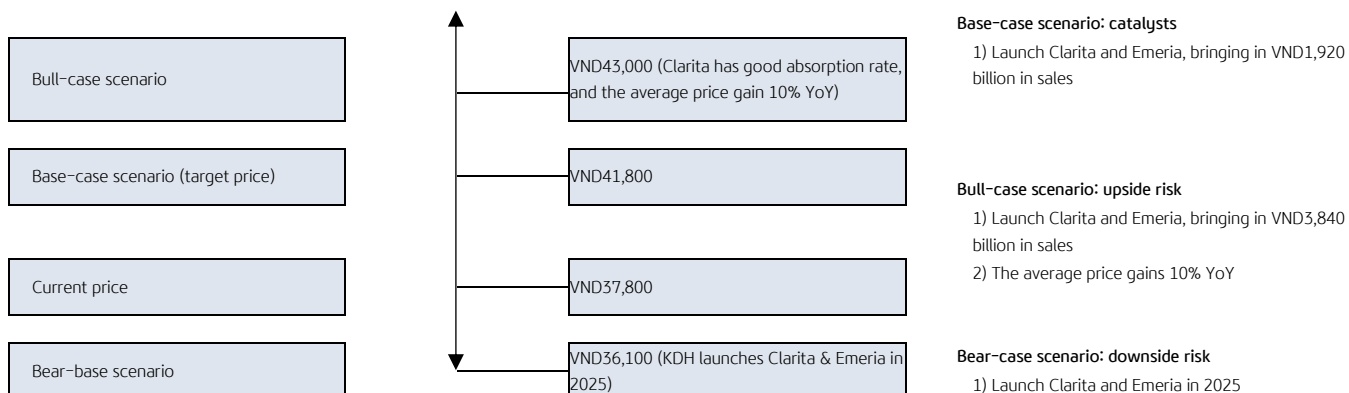 Bull-case scenario
VND43,000 (Clarita has good absorption rate,
and the average price gain 10% YoY)
Base-case scenario (target price)
VND41,800
Current price
VND37,800
Bear-base scenario
VND36,100 (KDH launches Clarita & Emeria in
2025)
Base-case scenario: catalysts
1) Launch Clarita and Emeria, bringing in VND1,920
billion in sales
Bull-case scenario: upside risk
1) Launch Clarita and Emeria, bringing in VND3,840
billion in sales
2) The average price gains 10% YoY
Bear-case scenario: downside risk
1) Launch Clarita and Emeria in 2025